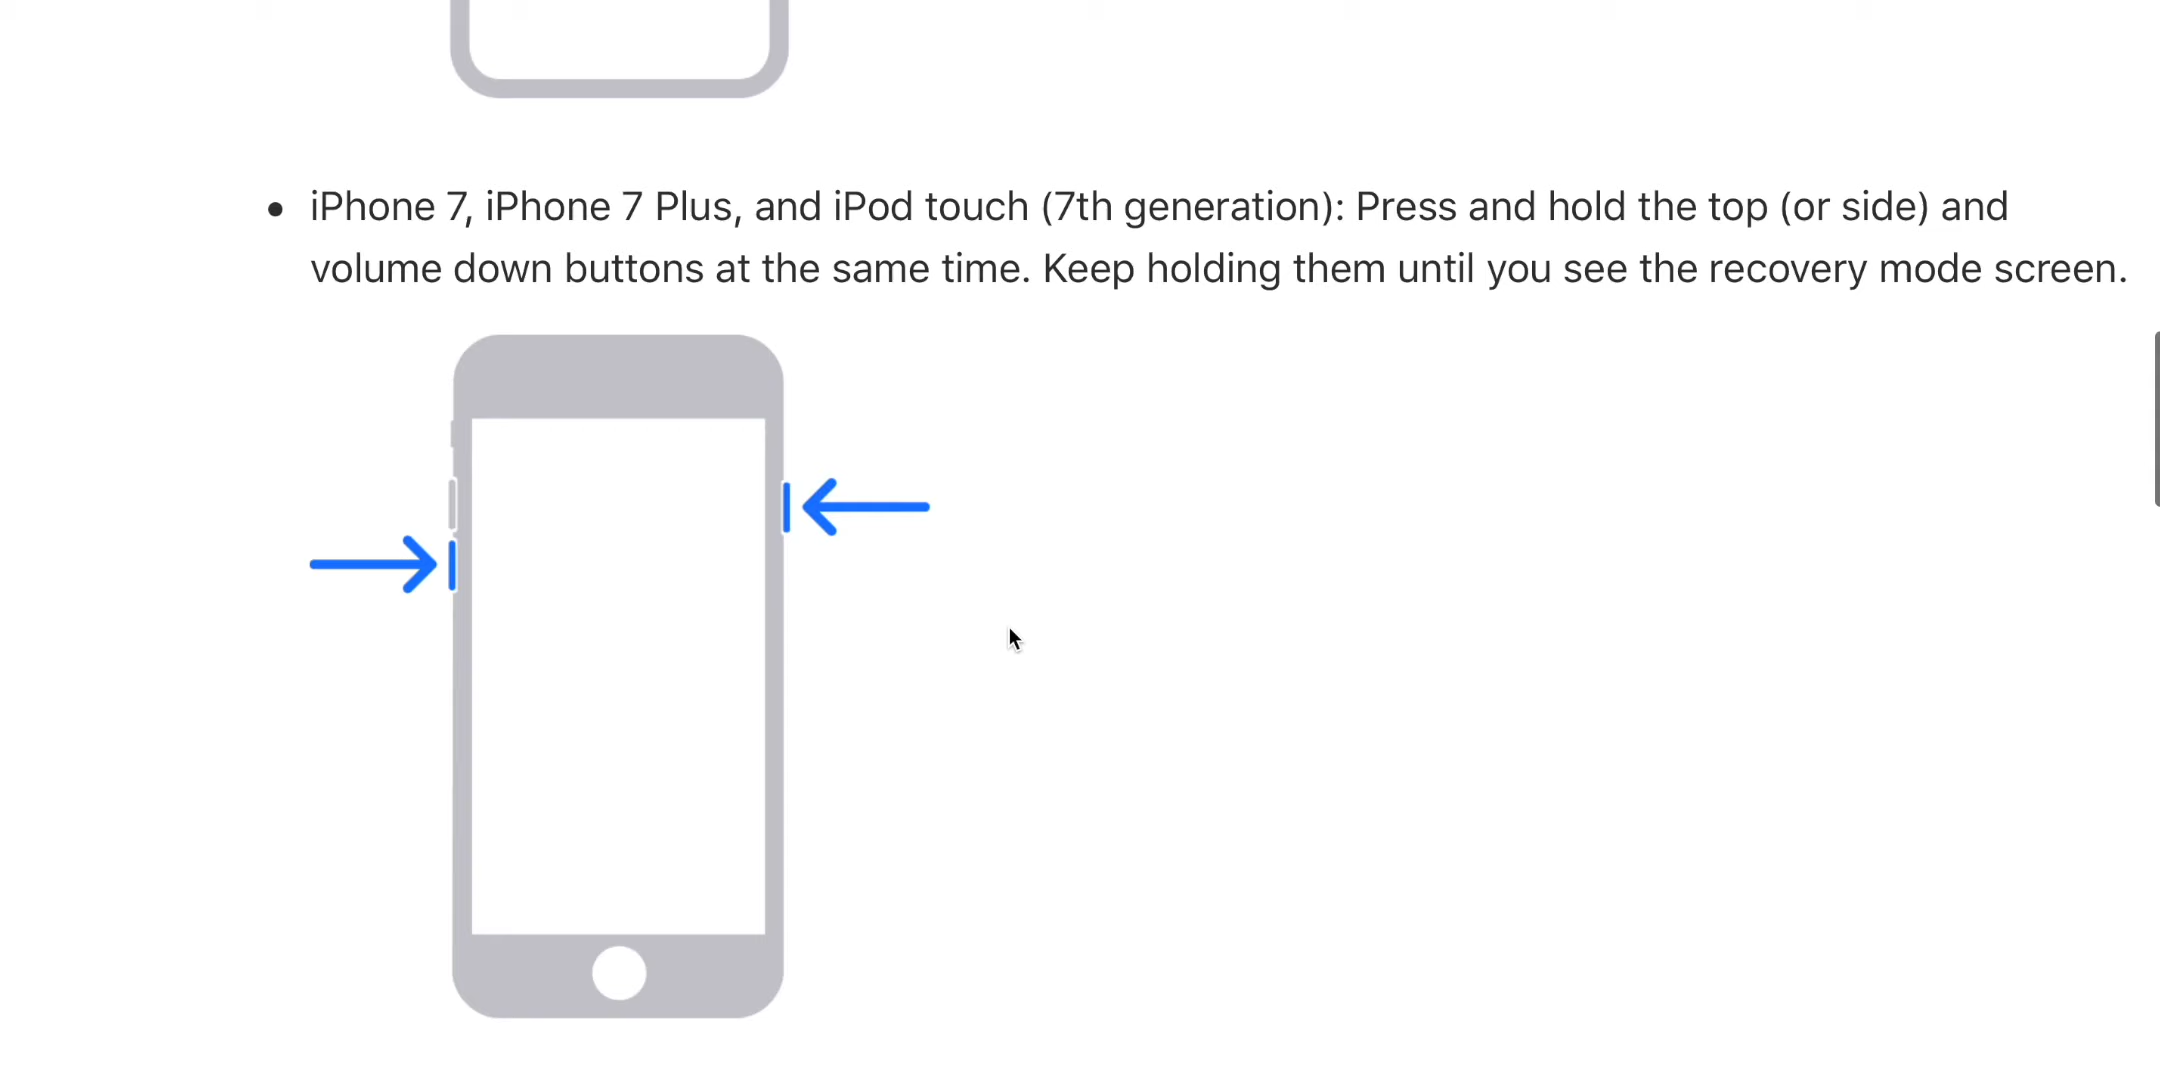 • iPhone 7, iPhone 7 Plus, and iPod touch (7th generation): Press and hold the top (or side) and
volume down buttons at the same time. Keep holding them until you see the recovery mode screen.